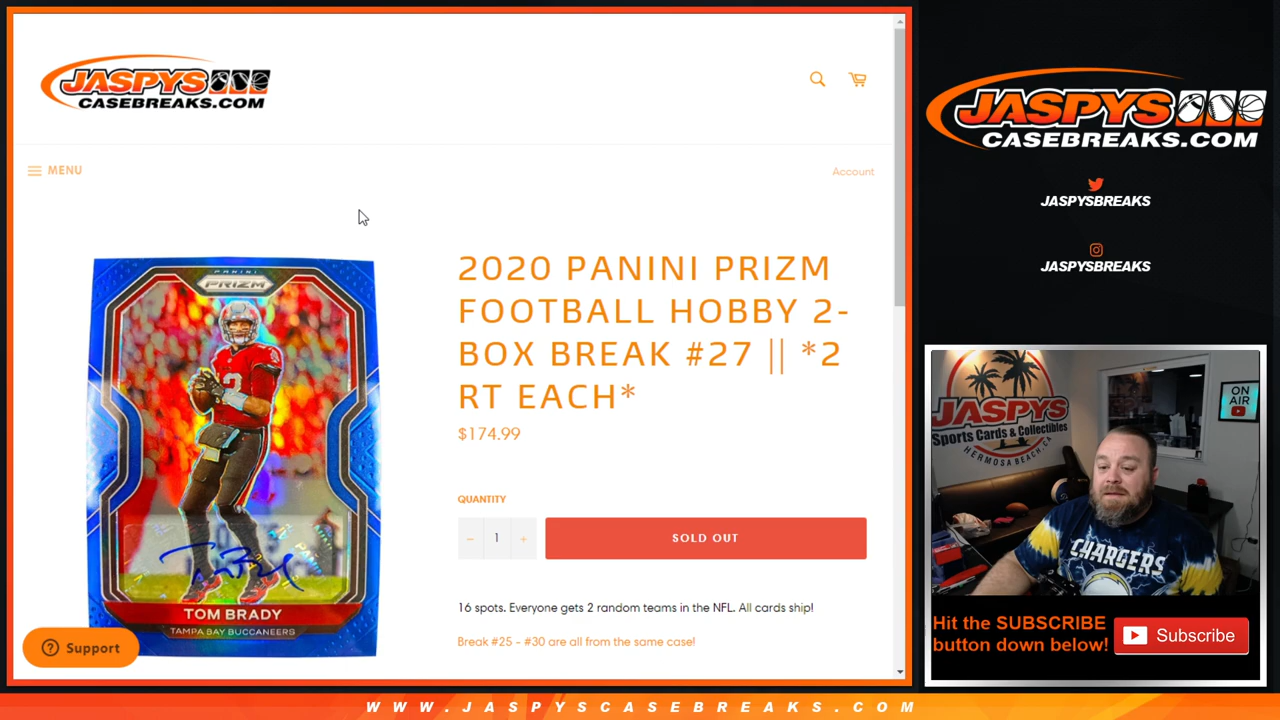 JASPYS
CASEBREAKS.COM
MENU
Account
PANINI
PRIZM
TOM BRADY
TAMPA BAY BUCCANEERS
Support
2020 PANINI PRIZM
FOOTBALL HOBBY 2-
BOX BREAK #27 || *2
RT EACH*
$174.99
QUANTITY
− 1 +
SOLD OUT
16 spots. Everyone gets 2 random teams in the NFL. All cards ship!
Break #25 - #30 are all from the same case!
JASPYS
CASEBREAKS.COM
JASPYSBREAKS
JASPYSBREAKS
JASPYS
Sports Cards & Collectibles
HERMOSA BEACH, CA
ON
AIR
CHARGERS
Hit the SUBSCRIBE
button down below!
Subscribe
WWW.JASPYSCASEBREAKS.COM